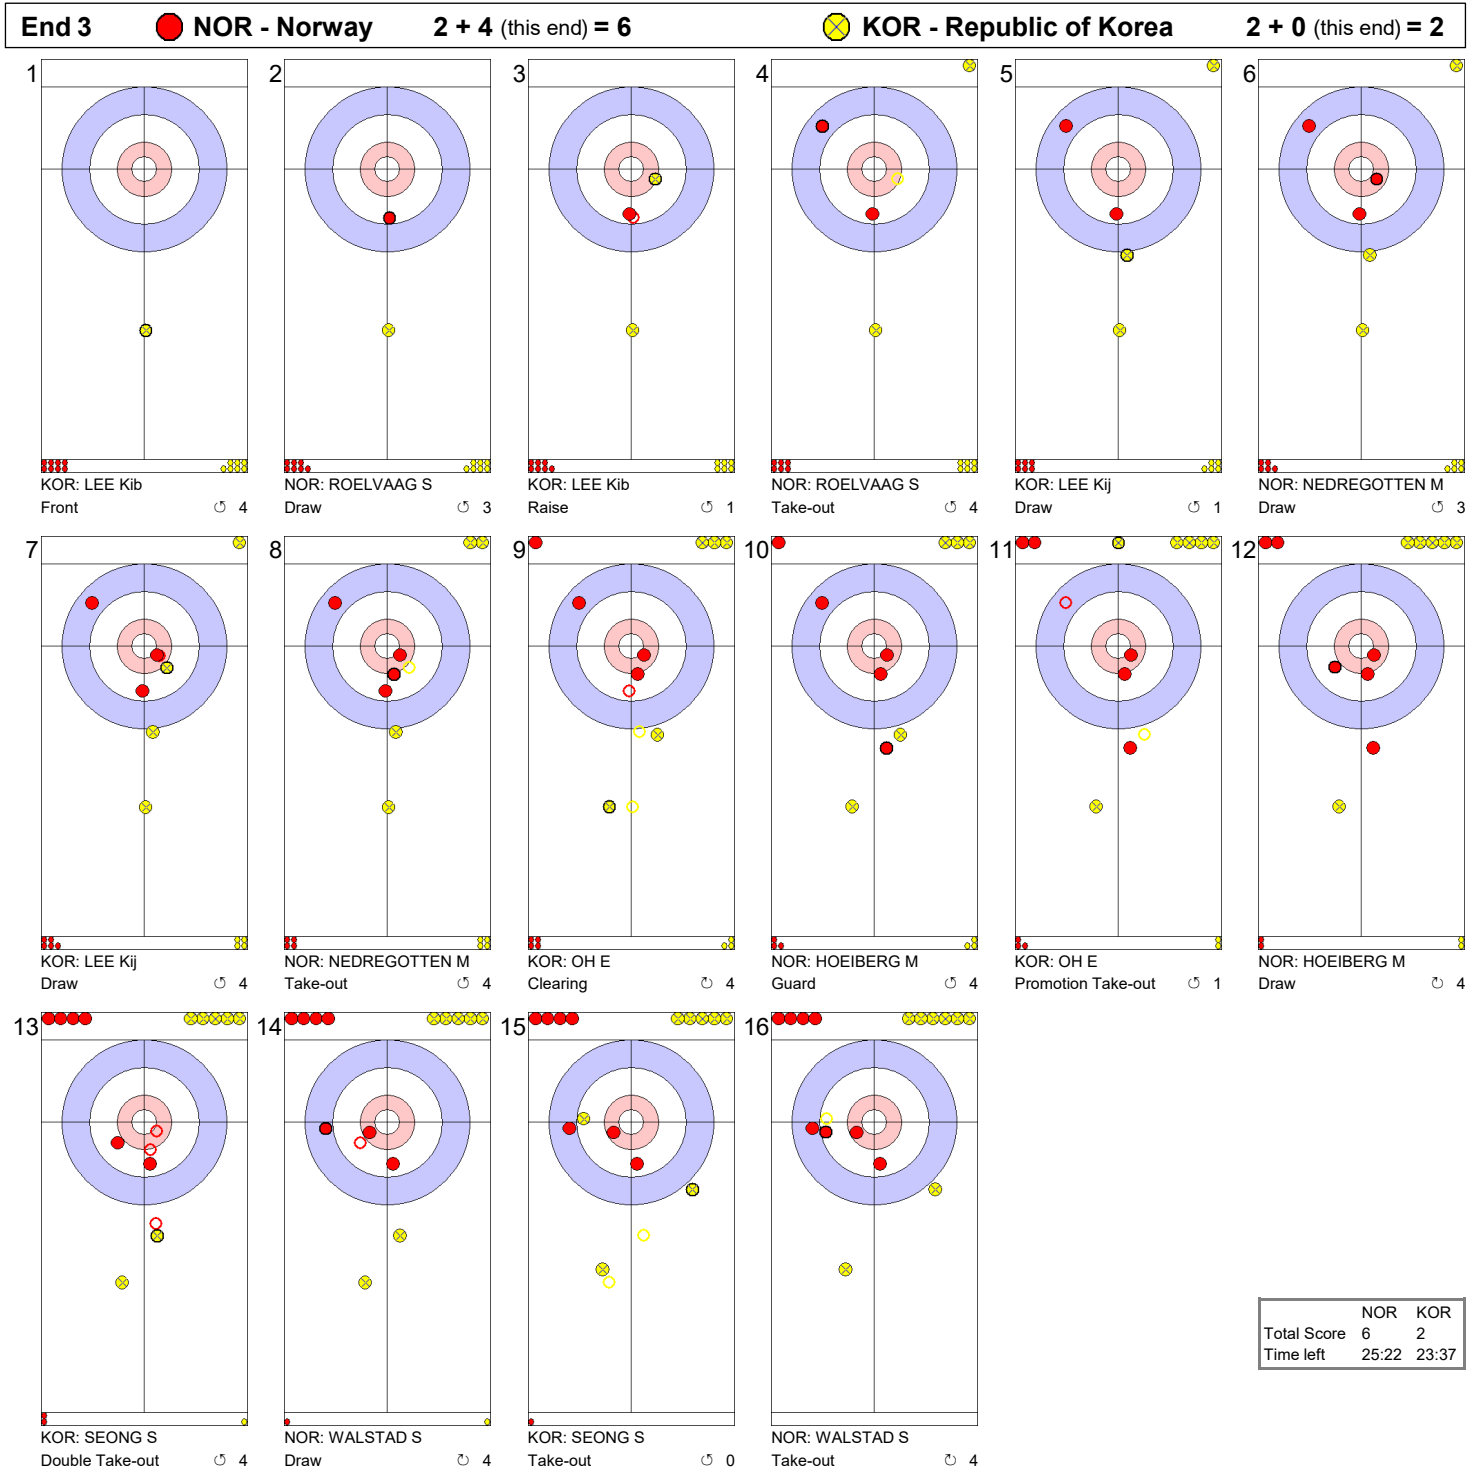 End 3 NOR - Norway 2 + 4 (this end) = 6 KOR - Republic of Korea 2 + 0 (this end) = 2
1 2 3 4 5 6
KOR: LEE Kib NOR: ROELVAAG S KOR: LEE Kib NOR: ROELVAAG S KOR: LEE Kij NOR: NEDREGOTTEN M
Front ↺ 4 Draw ↺ 3 Raise ↺ 1 Take-out ↺ 4 Draw ↺ 1 Draw ↺ 3
7 8 9 10 11 12
KOR: LEE Kij NOR: NEDREGOTTEN M KOR: OH E NOR: HOEIBERG M KOR: OH E NOR: HOEIBERG M
Draw ↺ 4 Take-out ↺ 4 Clearing ↻ 4 Guard ↺ 4 Promotion Take-out ↺ 1 Draw ↻ 4
13 14 15 16
NOR KOR
Total Score 6 2
Time left 25:22 23:37
KOR: SEONG S NOR: WALSTAD S KOR: SEONG S NOR: WALSTAD S
Double Take-out ↺ 4 Draw ↻ 4 Take-out ↺ 0 Take-out ↻ 4